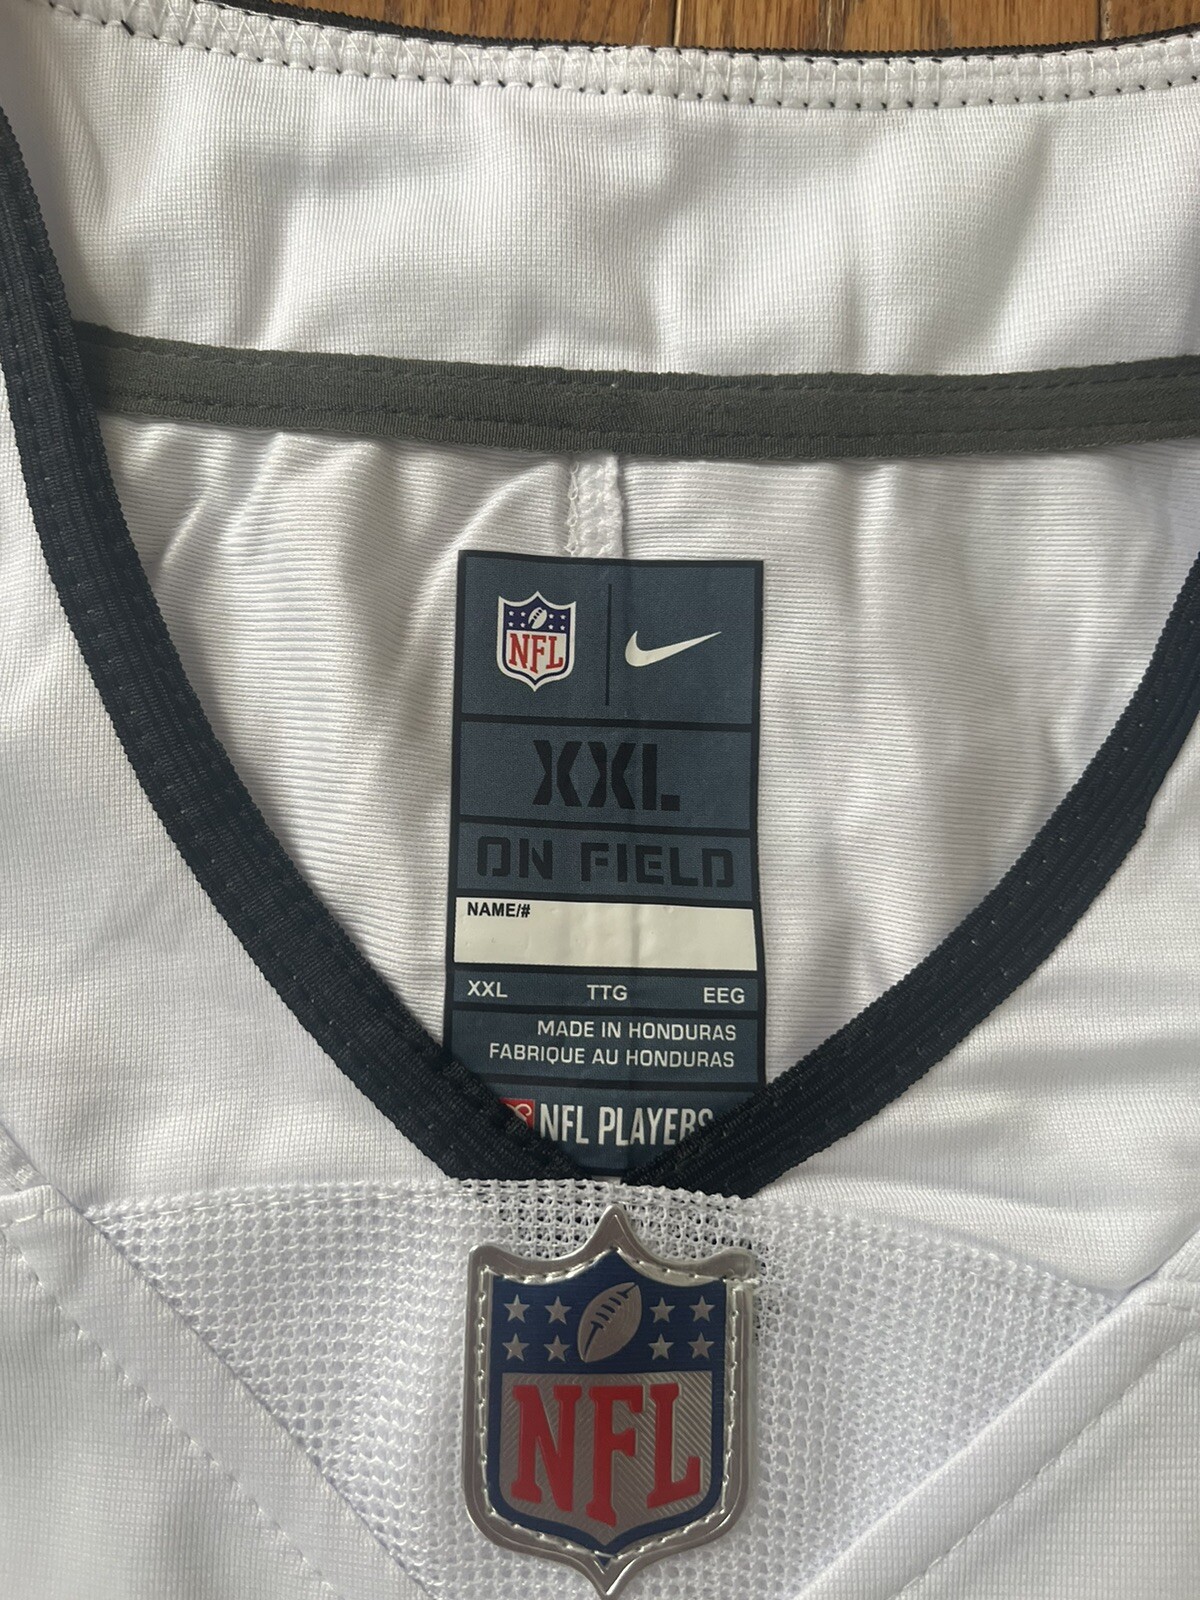 NFL
XXL
ON FIELD
NAME/#
XXL TTG EEG
MADE IN HONDURAS
FABRIQUE AU HONDURAS
NFL PLAYERS
NFL